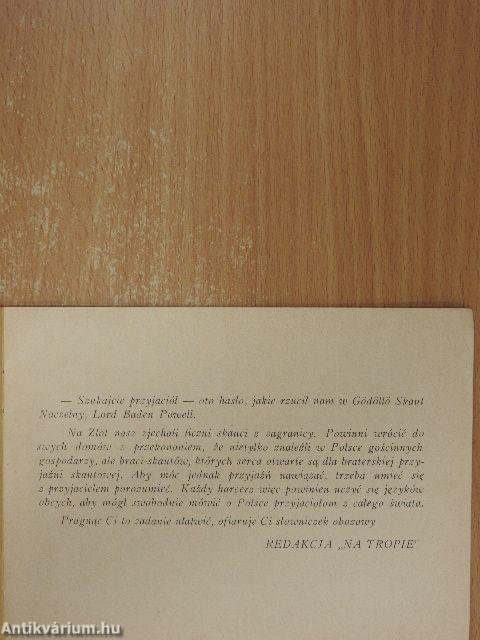 — Szukajcie przyjaciół — oto hasło, jakie rzucił nam w Gödöllö Skaut
Naczelny, Lord Baden Powell.
Na Zlot nasz zjechali liczni skauci z zagranicy. Powinni wrócić do
swych domów z przekonaniem, że nietylko znaleźli w Polsce gościnnych
gospodarzy, ale braci-skautów, których serca otwarte są dla braterskiej przy-
jaźni skautowej. Aby móc jednak przyjaźń nawiązać, trzeba umieć się
z przyjacielem porozumieć. Każdy harcerz więc powinien uczyć się języków
obcych, aby mógł swobodnie mówić o Polsce przyjaciołom z całego świata.
Pragnąc Ci to zadanie ułatwić, ofiaruje Ci słowniczek obozowy
REDAKCJA „NA TROPIE"
Antikvárium.hu